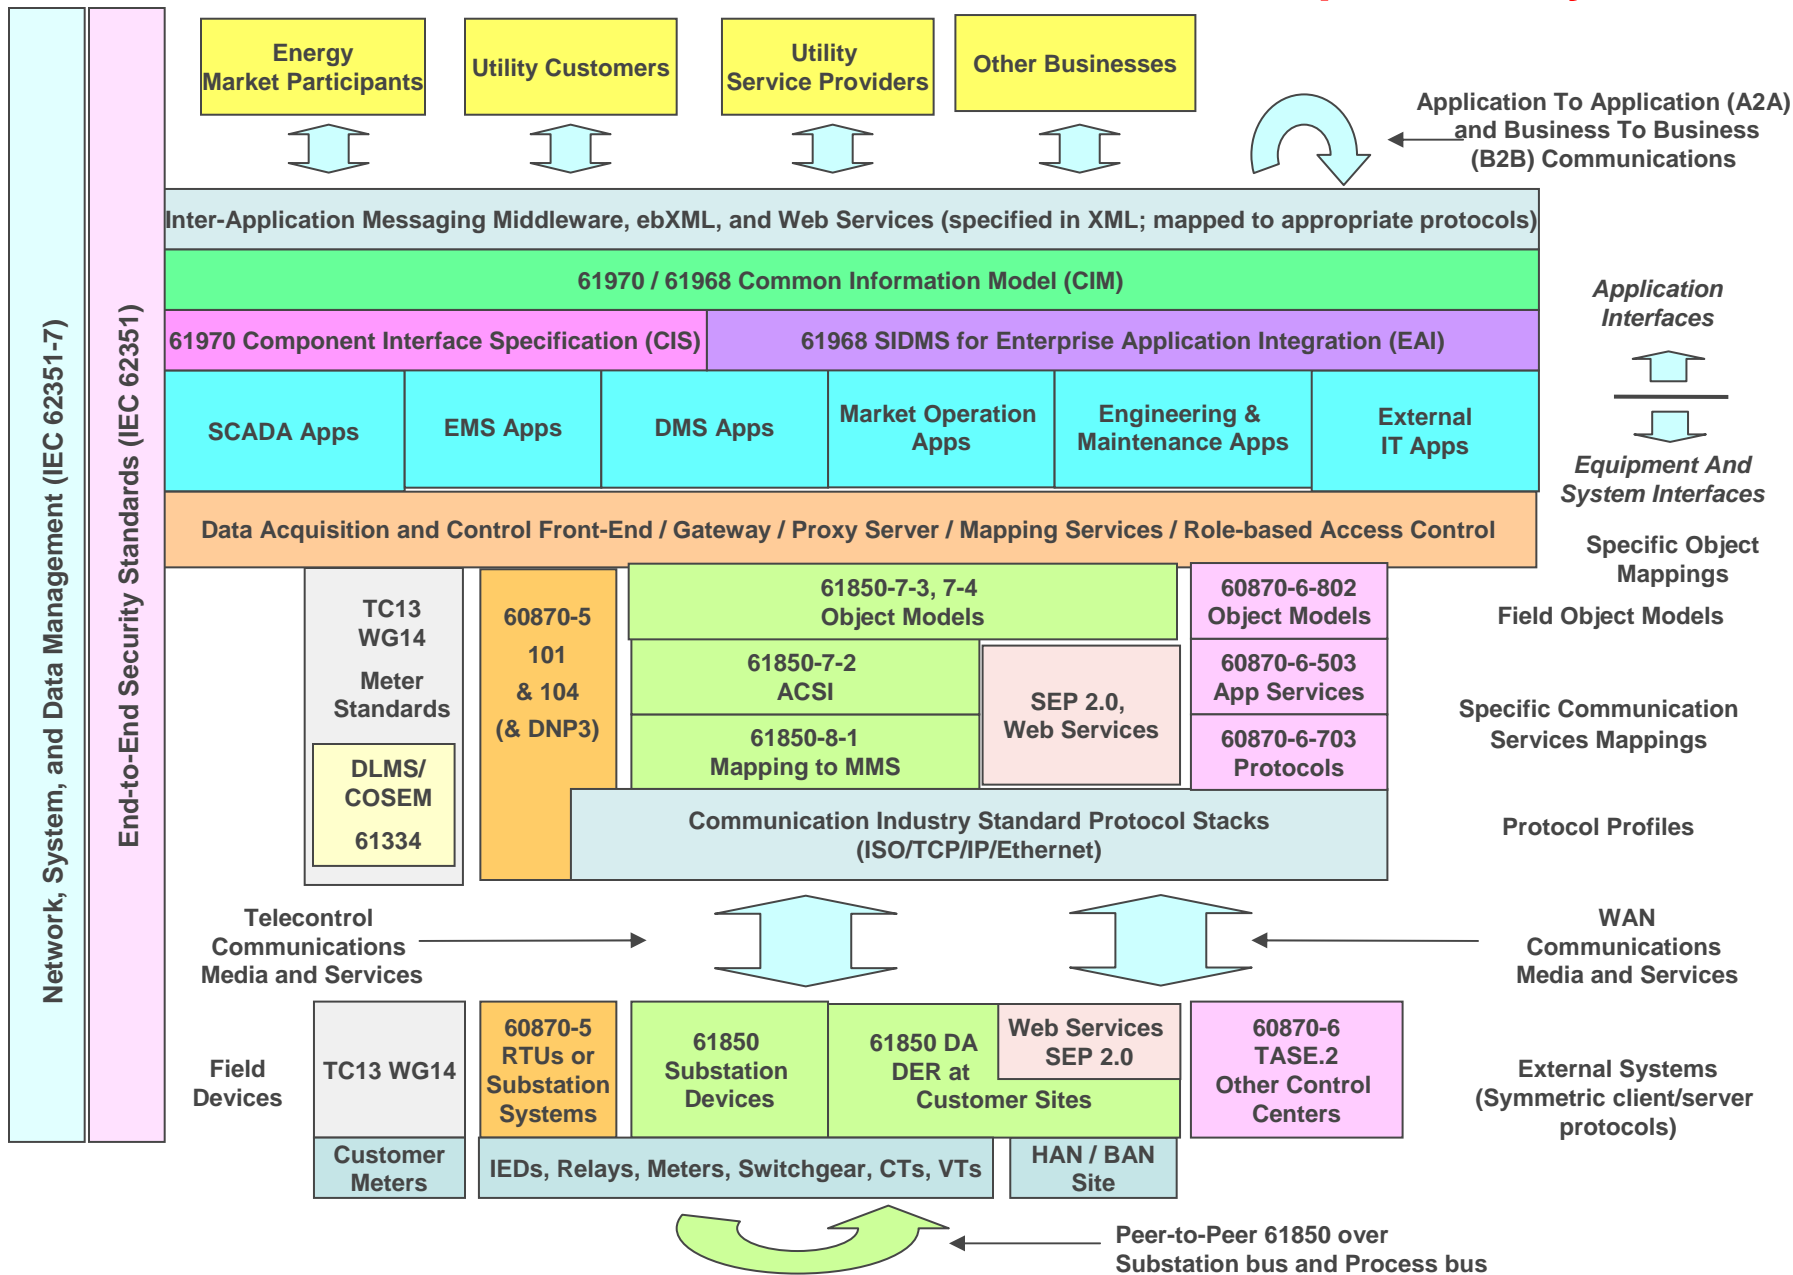 Network, System, and Data Management (IEC 62351-7)
End-to-End Security Standards (IEC 62351)
Energy
Market Participants
Utility Customers
Utility
Service Providers
Other Businesses
Application To Application (A2A)
and Business To Business
(B2B) Communications
Inter-Application Messaging Middleware, ebXML, and Web Services (specified in XML; mapped to appropriate protocols)
61970 / 61968 Common Information Model (CIM)
61970 Component Interface Specification (CIS)
61968 SIDMS for Enterprise Application Integration (EAI)
Application
Interfaces
SCADA Apps
EMS Apps
DMS Apps
Market Operation
Apps
Engineering &
Maintenance Apps
External
IT Apps
Equipment And
System Interfaces
Data Acquisition and Control Front-End / Gateway / Proxy Server / Mapping Services / Role-based Access Control
Specific Object
Mappings
TC13
WG14
Meter
Standards
DLMS/
COSEM
61334
60870-5
101
& 104
(& DNP3)
61850-7-3, 7-4
Object Models
61850-7-2
ACSI
61850-8-1
Mapping to MMS
SEP 2.0,
Web Services
60870-6-802
Object Models
60870-6-503
App Services
60870-6-703
Protocols
Field Object Models
Specific Communication
Services Mappings
Communication Industry Standard Protocol Stacks
(ISO/TCP/IP/Ethernet)
Protocol Profiles
Telecontrol
Communications
Media and Services
WAN
Communications
Media and Services
Field
Devices
TC13 WG14
60870-5
RTUs or
Substation
Systems
61850
Substation
Devices
61850 DA
DER at
Customer Sites
Web Services
SEP 2.0
60870-6
TASE.2
Other Control
Centers
External Systems
(Symmetric client/server
protocols)
Customer
Meters
IEDs, Relays, Meters, Switchgear, CTs, VTs
HAN / BAN
Site
Peer-to-Peer 61850 over
Substation bus and Process bus